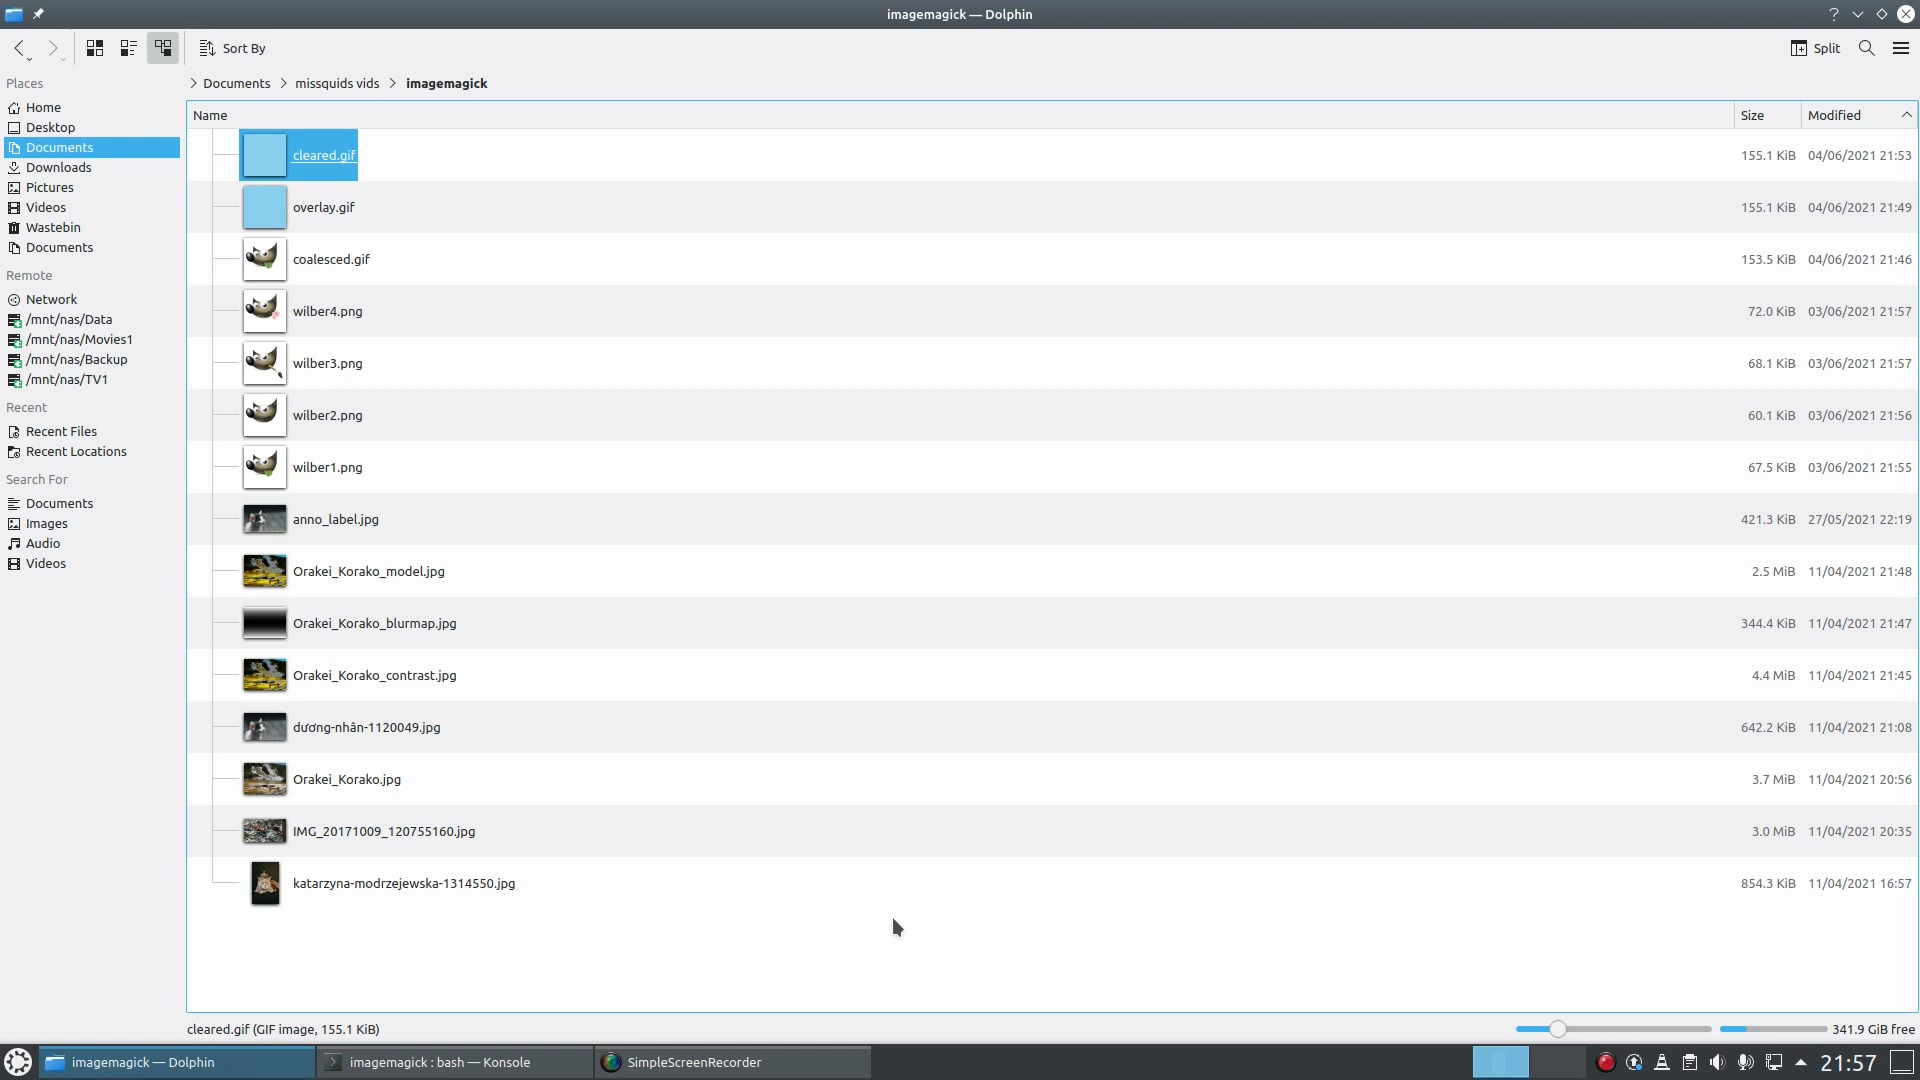 imagemagick — Dolphin
Sort By
Split
Places
Home
Desktop
Documents
Downloads
Pictures
Videos
Wastebin
Documents
Remote
Network
/mnt/nas/Data
/mnt/nas/Movies1
/mnt/nas/Backup
/mnt/nas/TV1
Recent
Recent Files
Recent Locations
Search For
Documents
Images
Audio
Videos
> Documents > missquids vids > imagemagick
Name Size Modified
cleared.gif 155.1 KiB 04/06/2021 21:53
overlay.gif 155.1 KiB 04/06/2021 21:49
coalesced.gif 153.5 KiB 04/06/2021 21:46
wilber4.png 72.0 KiB 03/06/2021 21:57
wilber3.png 68.1 KiB 03/06/2021 21:57
wilber2.png 60.1 KiB 03/06/2021 21:56
wilber1.png 67.5 KiB 03/06/2021 21:55
anno_label.jpg 421.3 KiB 27/05/2021 22:19
Orakei_Korako_model.jpg 2.5 MiB 11/04/2021 21:48
Orakei_Korako_blurmap.jpg 344.4 KiB 11/04/2021 21:47
Orakei_Korako_contrast.jpg 4.4 MiB 11/04/2021 21:45
dương-nhân-1120049.jpg 642.2 KiB 11/04/2021 21:08
Orakei_Korako.jpg 3.7 MiB 11/04/2021 20:56
IMG_20171009_120755160.jpg 3.0 MiB 11/04/2021 20:35
katarzyna-modrzejewska-1314550.jpg 854.3 KiB 11/04/2021 16:57
cleared.gif (GIF image, 155.1 KiB)
341.9 GiB free
imagemagick — Dolphin
imagemagick : bash — Konsole
SimpleScreenRecorder
21:57